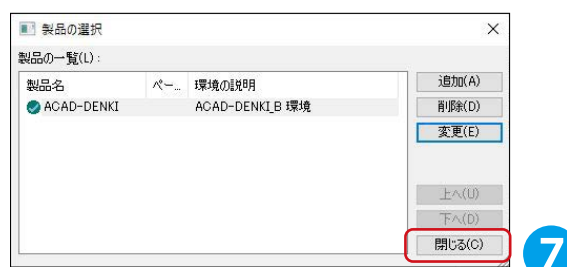 製品の選択
製品の一覧(L):
製品名 ペー... 環境の説明
ACAD-DENKI ACAD-DENKI_B 環境
追加(A)
削除(D)
変更(E)
上へ(U)
下へ(D)
閉じる(C)
7